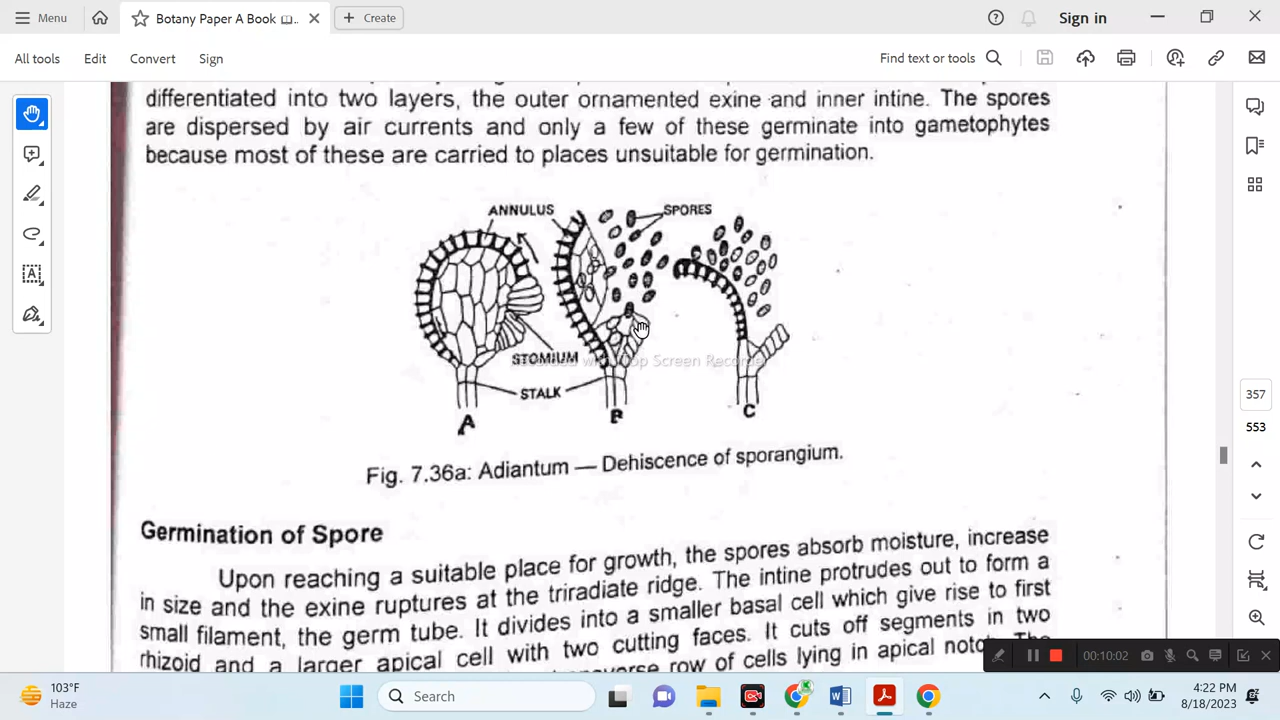 Menu
Botany Paper A Book
Create
Sign in
All tools
Edit
Convert
Sign
Find text or tools
differentiated into two layers, the outer ornamented exine and inner intine. The spores
are dispersed by air currents and only a few of these germinate into gametophytes
because most of these are carried to places unsuitable for germination.
ANNULUS
SPORES
STOMIUM
STALK
A
B
C
Fig. 7.36a: Adiantum — Dehiscence of sporangium.
Germination of Spore
Upon reaching a suitable place for growth, the spores absorb moisture, increase
in size and the exine ruptures at the triradiate ridge. The intine protrudes out to form a
small filament, the germ tube. It divides into a smaller basal cell which give rise to first
rhizoid and a larger apical cell with two cutting faces. It cuts off segments in two
row of cells lying in apical
357
553
00:10:02
103°F
Haze
Search
4:22 PM
8/18/2023